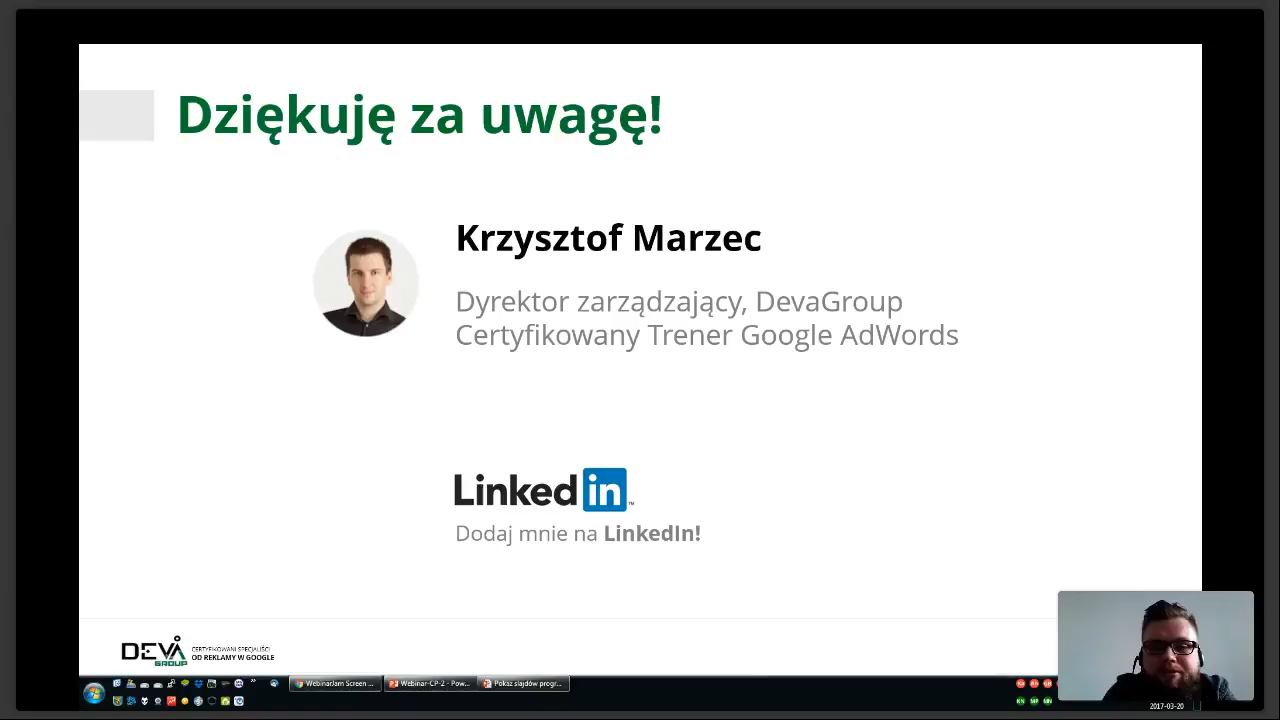 Dziękuję za uwagę!
Krzysztof Marzec
Dyrektor zarządzający, DevaGroup
Certyfikowany Trener Google AdWords
Linked in
Dodaj mnie na LinkedIn!
DEVA GROUP
CERTYFIKOWANI SPECJALIŚCI
OD REKLAMY W GOOGLE
WebinarJam Screen ...
Webinar-CP-2 - Pow...
Pokaz slajdów progr...
2017-03-20